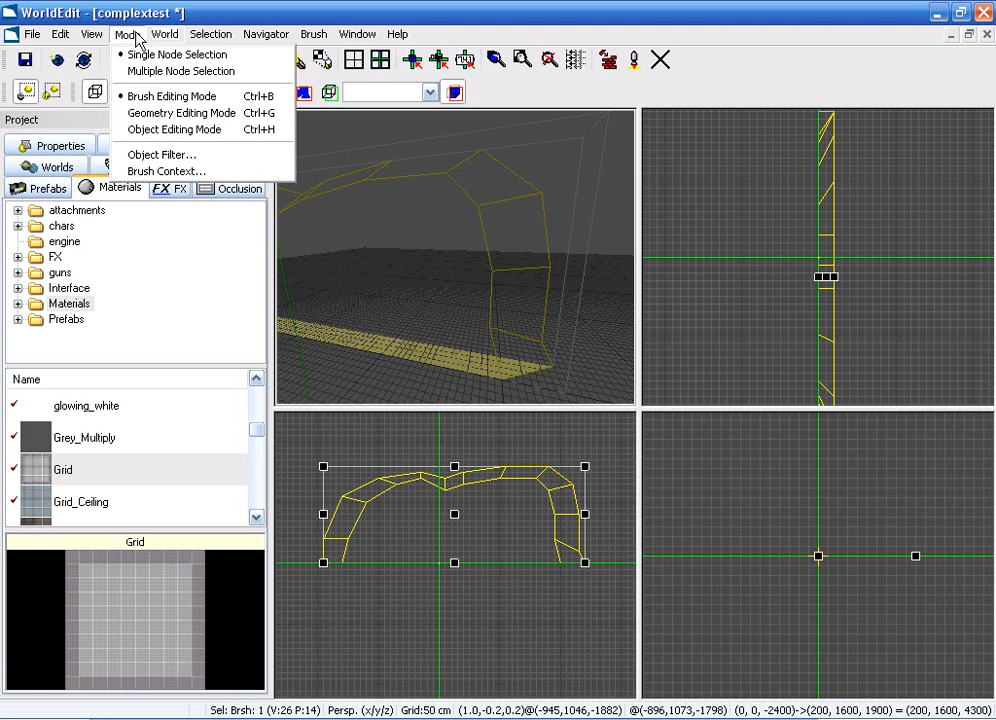 WorldEdit - [complextest *]
File Edit View Mode World Selection Navigator Brush Window Help
Single Node Selection
Multiple Node Selection
Brush Editing Mode Ctrl+B
Geometry Editing Mode Ctrl+G
Object Editing Mode Ctrl+H
Object Filter...
Brush Context...
Project
Properties
Worlds
Prefabs Materials FX FX Occlusion
attachments
chars
engine
FX
guns
Interface
Materials
Prefabs
Name
glowing_white
Grey_Multiply
Grid
Grid_Ceiling
Grid
Sel: Brsh: 1 (V:26 P:14) Persp. (x/y/z) Grid:50 cm (1.0,-0.2,0.2)@(-945,1046,-1882) @(-896,1073,-1798) (0, 0, -2400)->(200, 1600, 1900) = (200, 1600, 4300)